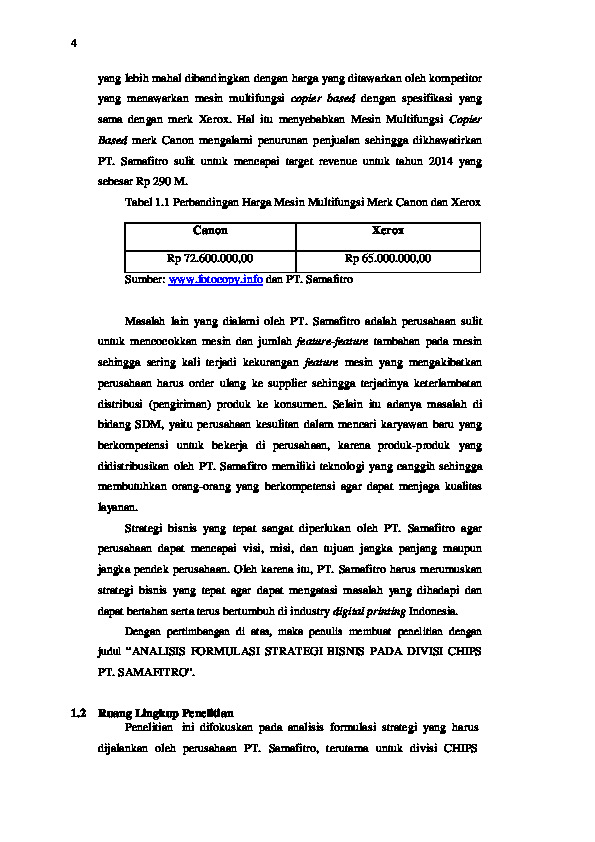 4
yang lebih mahal dibandingkan dengan harga yang ditawarkan oleh kompetitor
yang menawarkan mesin multifungsi copier based dengan spesifikasi yang
sama dengan merk Xerox. Hal itu menyebabkan Mesin Multifungsi Copier
Based merk Canon mengalami penurunan penjualan sehingga dikhawatirkan
PT. Samafitro sulit untuk mencapai target revenue untuk tahun 2014 yang
sebesar Rp 290 M.
Tabel 1.1 Perbandingan Harga Mesin Multifungsi Merk Canon dan Xerox
Canon Xerox
Rp 72.600.000,00 Rp 65.000.000,00
Sumber: www.fotocopy.info dan PT. Samafitro
Masalah lain yang dialami oleh PT. Samafitro adalah perusahaan sulit
untuk mencocokkan mesin dan jumlah feature-feature tambahan pada mesin
sehingga sering kali terjadi kekurangan feature mesin yang mengakibatkan
perusahaan harus order ulang ke supplier sehingga terjadinya keterlambatan
distribusi (pengiriman) produk ke konsumen. Selain itu adanya masalah di
bidang SDM, yaitu perusahaan kesulitan dalam mencari karyawan baru yang
berkompetensi untuk bekerja di perusahaan, karena produk-produk yang
didistribusikan oleh PT. Samafitro memiliki teknologi yang canggih sehingga
membutuhkan orang-orang yang berkompetensi agar dapat menjaga kualitas
layanan.
Strategi bisnis yang tepat sangat diperlukan oleh PT. Samafitro agar
perusahaan dapat mencapai visi, misi, dan tujuan jangka panjang maupun
jangka pendek perusahaan. Oleh karena itu, PT. Samafitro harus merumuskan
strategi bisnis yang tepat agar dapat mengatasi masalah yang dihadapi dan
dapat bertahan serta terus bertumbuh di industry digital printing Indonesia.
Dengan pertimbangan di atas, maka penulis membuat penelitian dengan
judul "ANALISIS FORMULASI STRATEGI BISNIS PADA DIVISI CHIPS
PT. SAMAFITRO".
1.2 Ruang Lingkup Penelitian
Penelitian ini difokuskan pada analisis formulasi strategi yang harus
dijalankan oleh perusahaan PT. Samafitro, terutama untuk divisi CHIPS